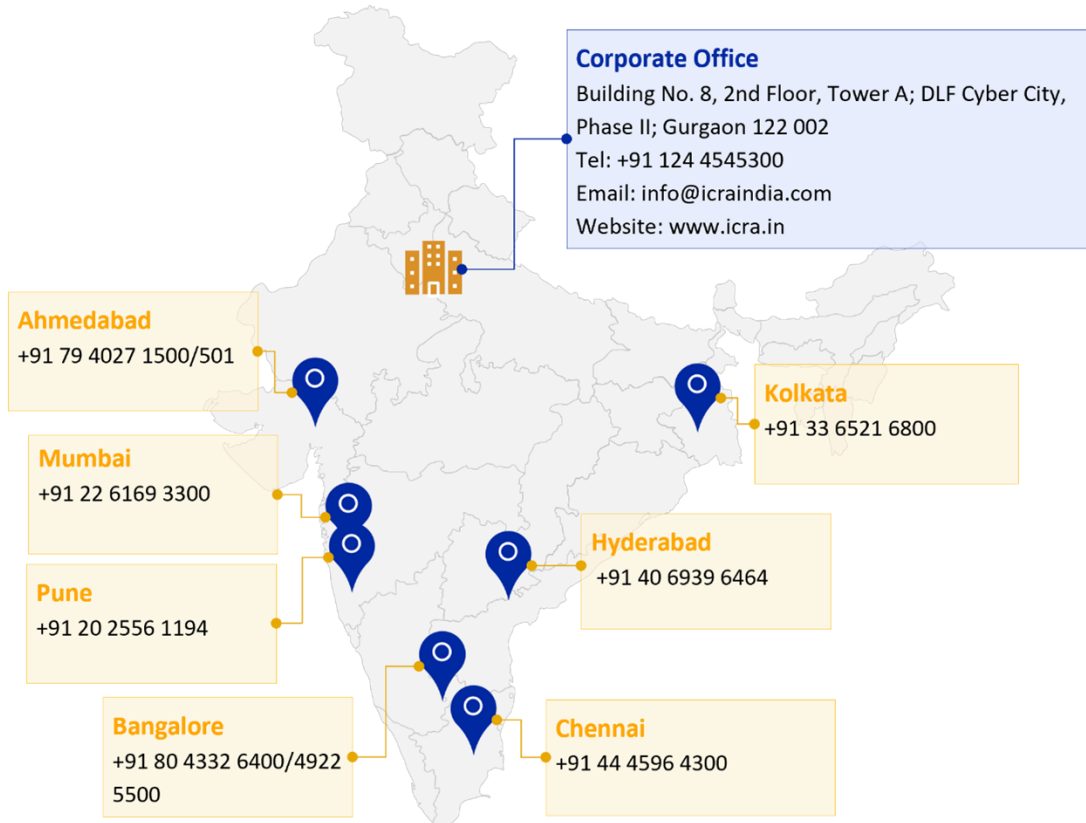 Corporate Office
Building No. 8, 2nd Floor, Tower A; DLF Cyber City,
Phase II; Gurgaon 122 002
Tel: +91 124 4545300
Email: info@icraindia.com
Website: www.icra.in
Ahmedabad
+91 79 4027 1500/501
Kolkata
+91 33 6521 6800
Mumbai
+91 22 6169 3300
Hyderabad
+91 40 6939 6464
Pune
+91 20 2556 1194
Bangalore
+91 80 4332 6400/4922
5500
Chennai
+91 44 4596 4300